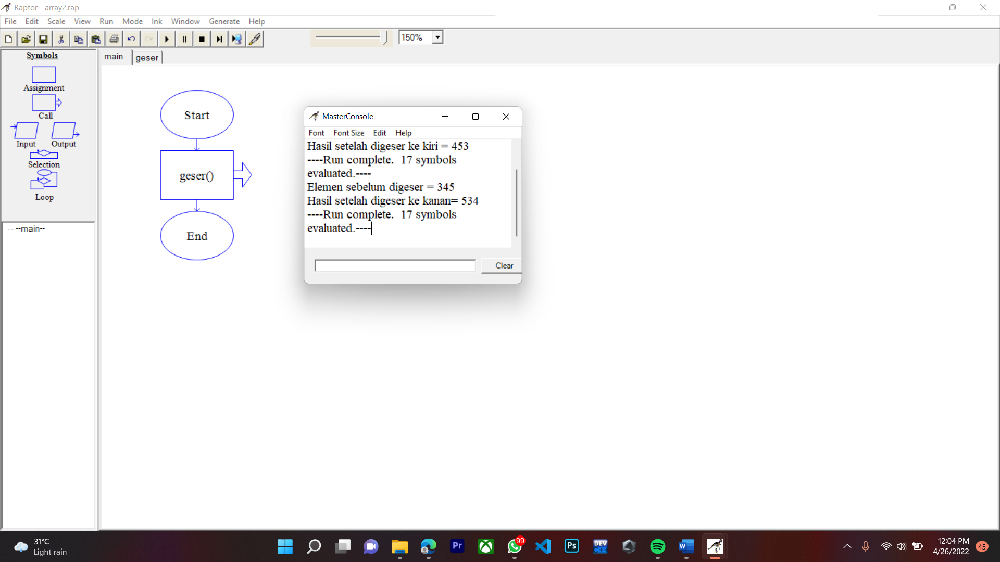 Raptor - array2.rap
File Edit Scale View Run Mode Ink Window Generate Help
150%
Symbols
Assignment
Call
Input Output
Selection
Loop
--main--
main geser
Start
geser()
End
MasterConsole
Font Font Size Edit Help
Hasil setelah digeser ke kiri = 453
----Run complete.  17 symbols
evaluated.----
Elemen sebelum digeser = 345
Hasil setelah digeser ke kanan= 534
----Run complete.  17 symbols
evaluated.----
Clear
31°C
Light rain
Pr
99
Ps
DEV
W
12:04 PM
4/26/2022
45